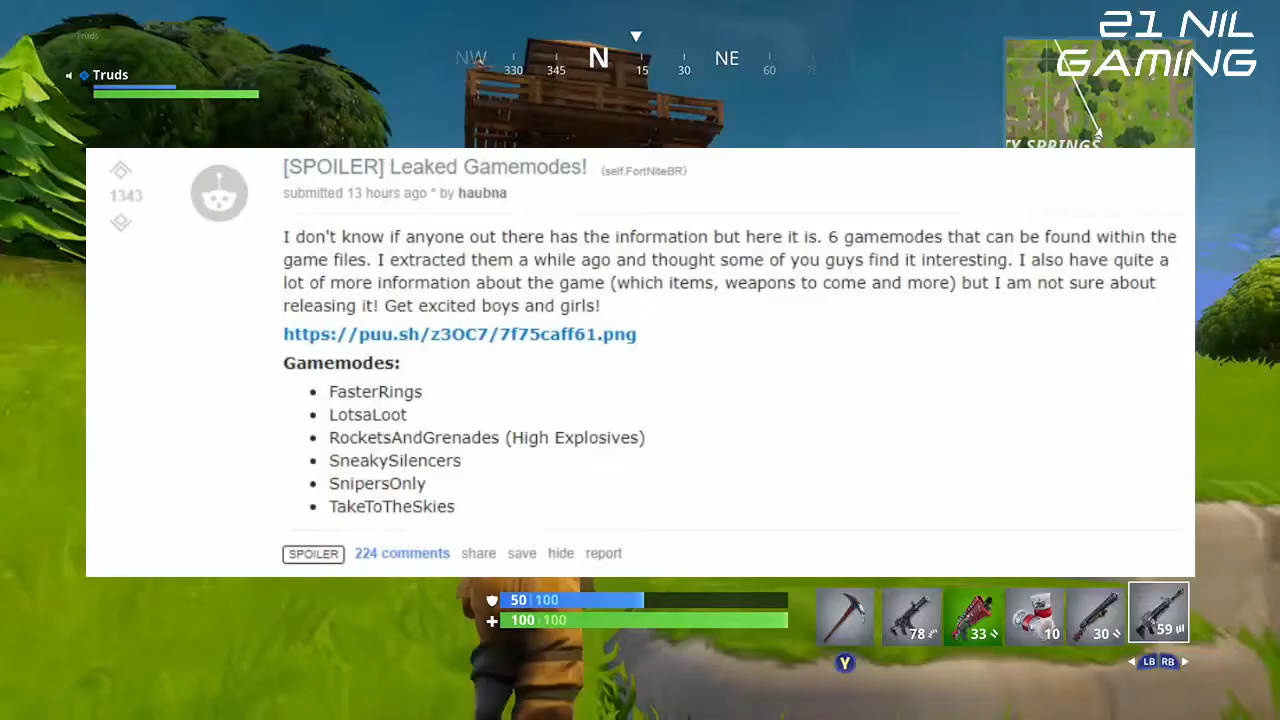 21 NIL
GAMING
Truds
NW 330 345 N 15 30 NE 60 75
Truds
TY SPRINGS
[SPOILER] Leaked Gamemodes! (self.FortNiteBR)
submitted 13 hours ago * by haubna
1343
I don't know if anyone out there has the information but here it is. 6 gamemodes that can be found within the
game files. I extracted them a while ago and thought some of you guys find it interesting. I also have quite a
lot of more information about the game (which items, weapons to come and more) but I am not sure about
releasing it! Get excited boys and girls!
https://puu.sh/z3OC7/7f75caff61.png
Gamemodes:
• FasterRings
• LotsaLoot
• RocketsAndGrenades (High Explosives)
• SneakySilencers
• SnipersOnly
• TakeToTheSkies
SPOILER 224 comments share save hide report
50 | 100
100 | 100
78 33 10 30 59
Y LB RB